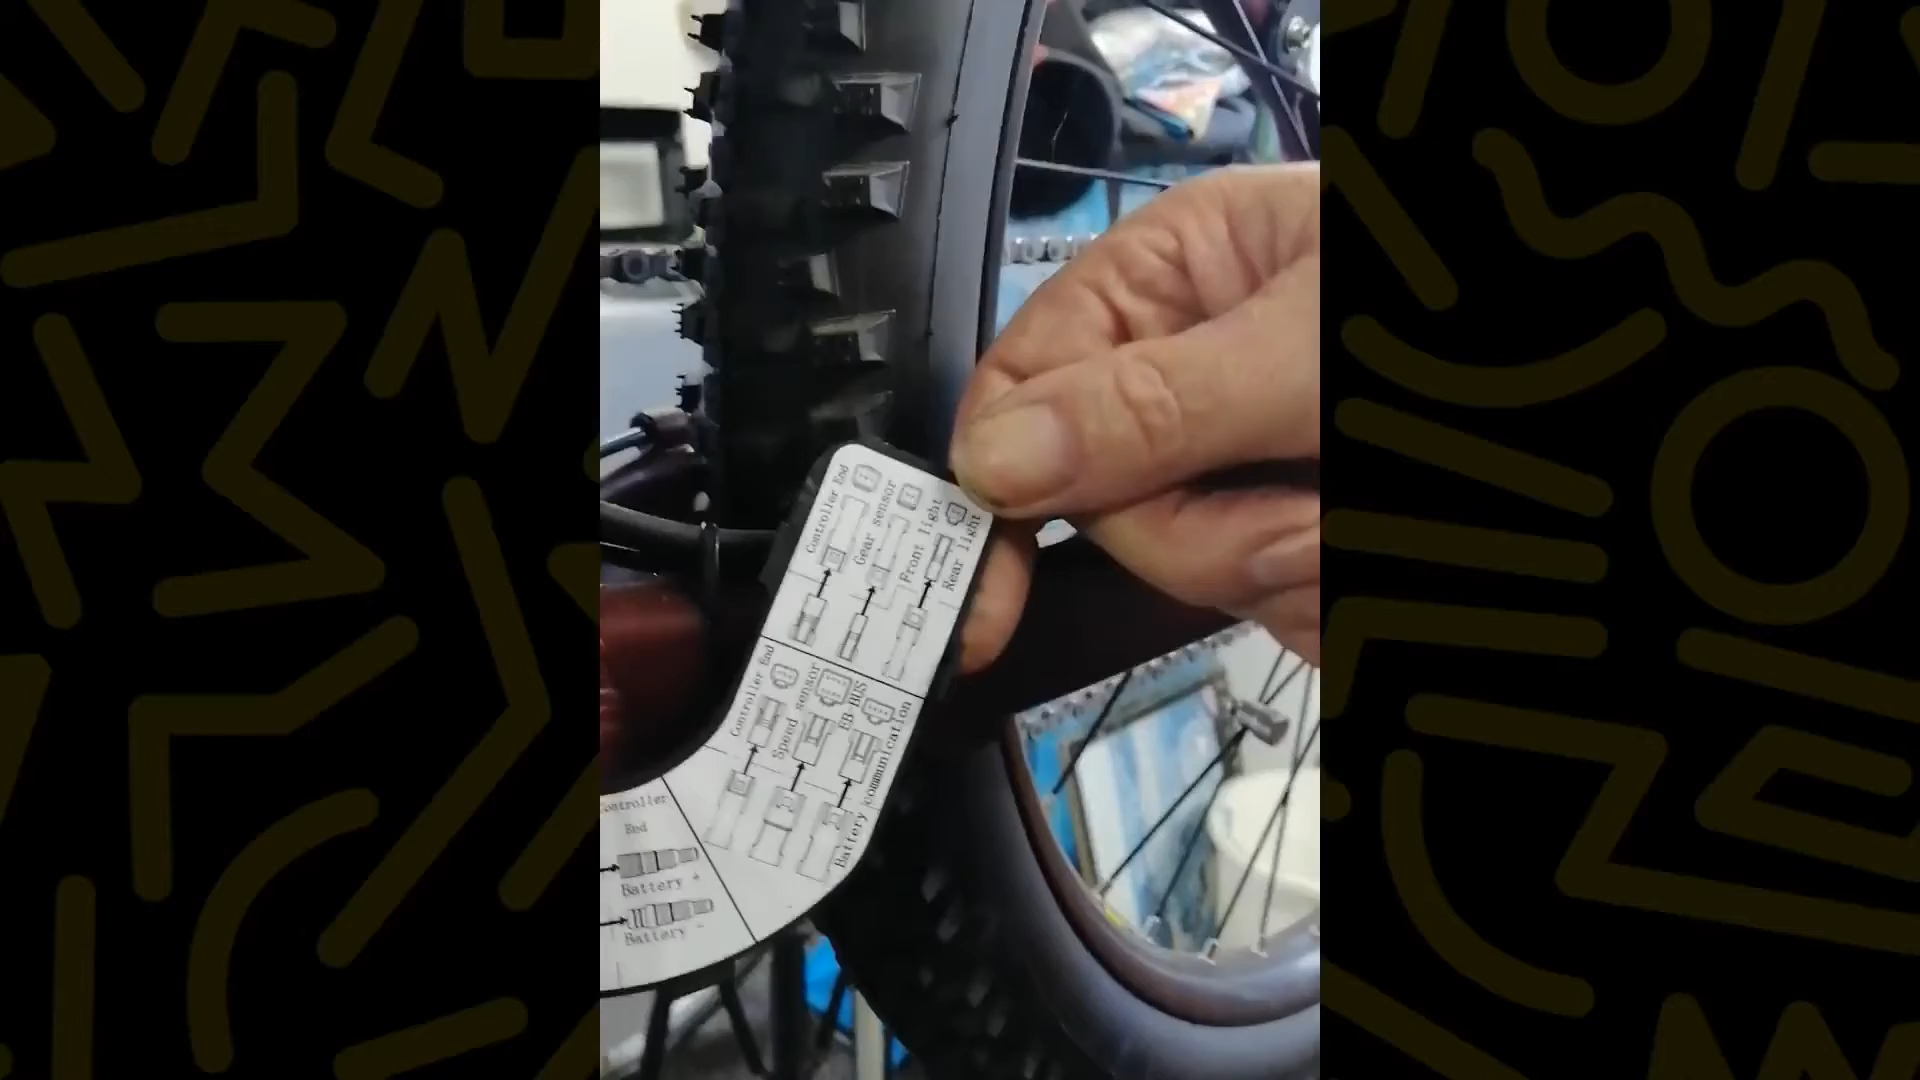 Controller End
Gear sensor
Front light
Rear light
Controller End
Speed sensor
EB BUS
Battery communication
Controller
End
Battery +
Battery -